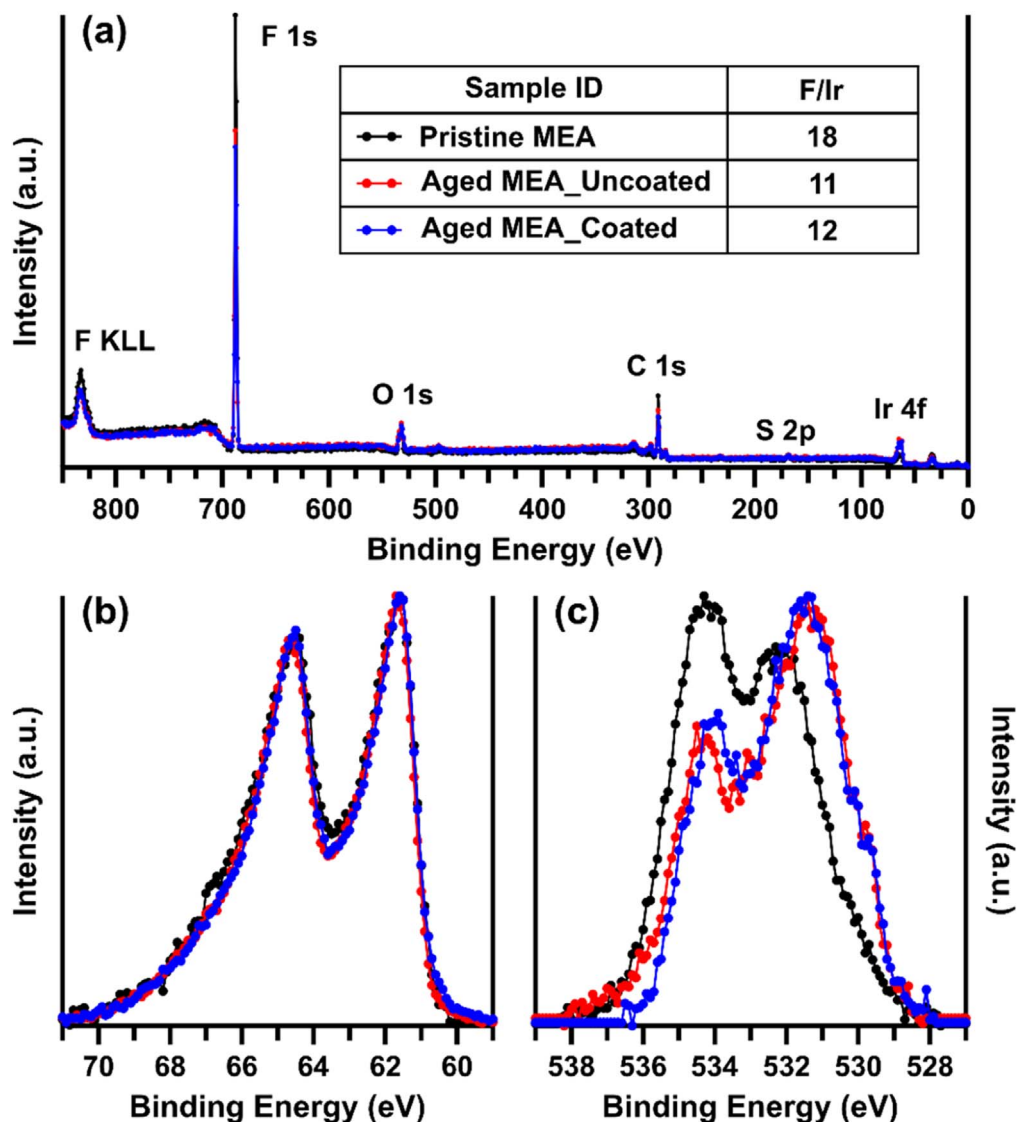 (a)
F 1s
Sample ID F/Ir
Pristine MEA 18
Aged MEA_Uncoated 11
Aged MEA_Coated 12
F KLL
O 1s
C 1s
S 2p
Ir 4f
Intensity (a.u.)
800 700 600 500 400 300 200 100 0
Binding Energy (eV)
(b)
Intensity (a.u.)
70 68 66 64 62 60
Binding Energy (eV)
(c)
Intensity (a.u.)
538 536 534 532 530 528
Binding Energy (eV)